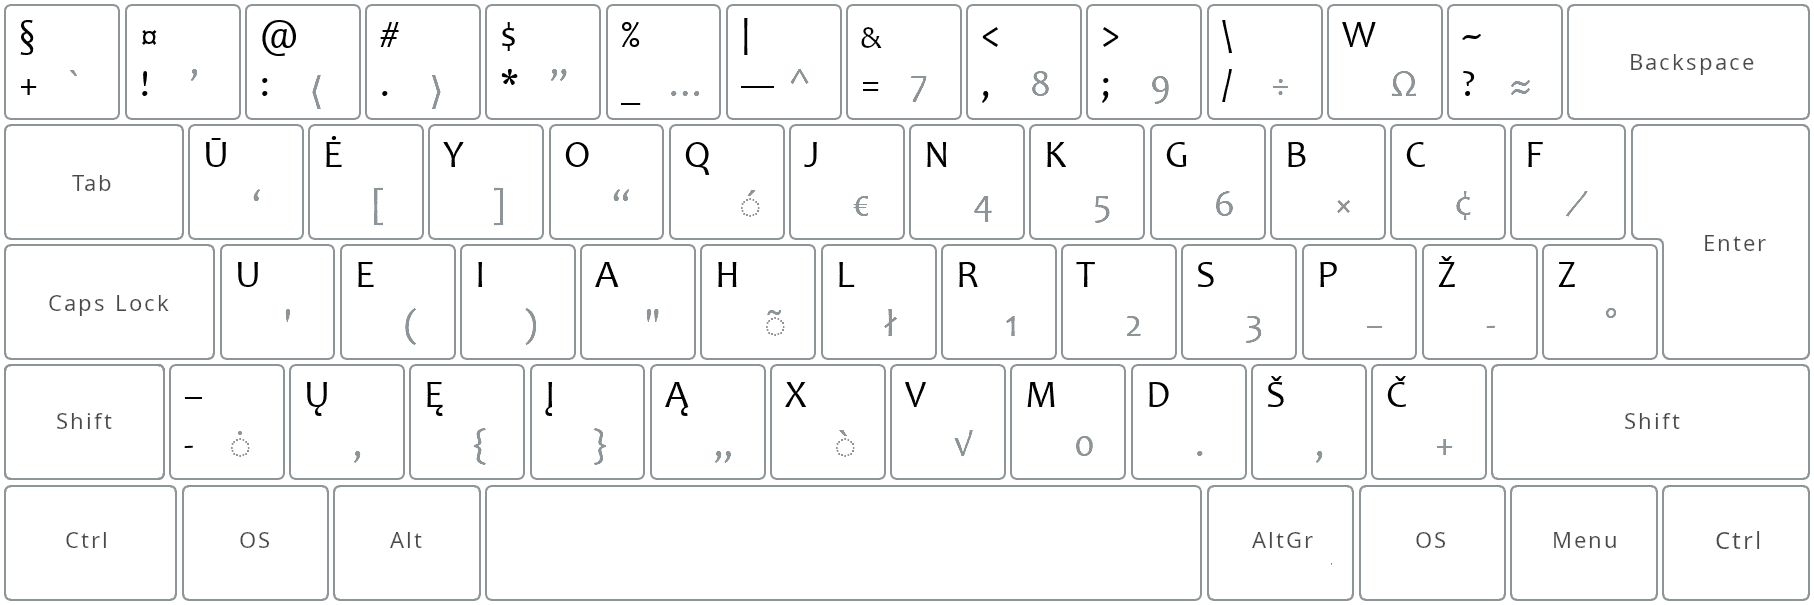 § ¤ @ # $ % | & < > \ W ~ Backspace
+ ` ! ’ : ⟨ . ⟩ * ” _ … — ^ = 7 , 8 ; 9 / ÷ Ω ? ≈
Tab Ū Ė Y O Q J N K G B C F
‘ [ ] “ ◌́ € 4 5 6 × ¢ ⁄
Enter
Caps Lock U E I A H L R T S P Ž Z
' ( ) " ◌̃ ł 1 2 3 – - °
Shift – Ų Ę Į Ą X V M D Š Č Shift
- ◌̇ ‚ { } „ ◌̀ √ 0 . , +
Ctrl OS Alt AltGr OS Menu Ctrl